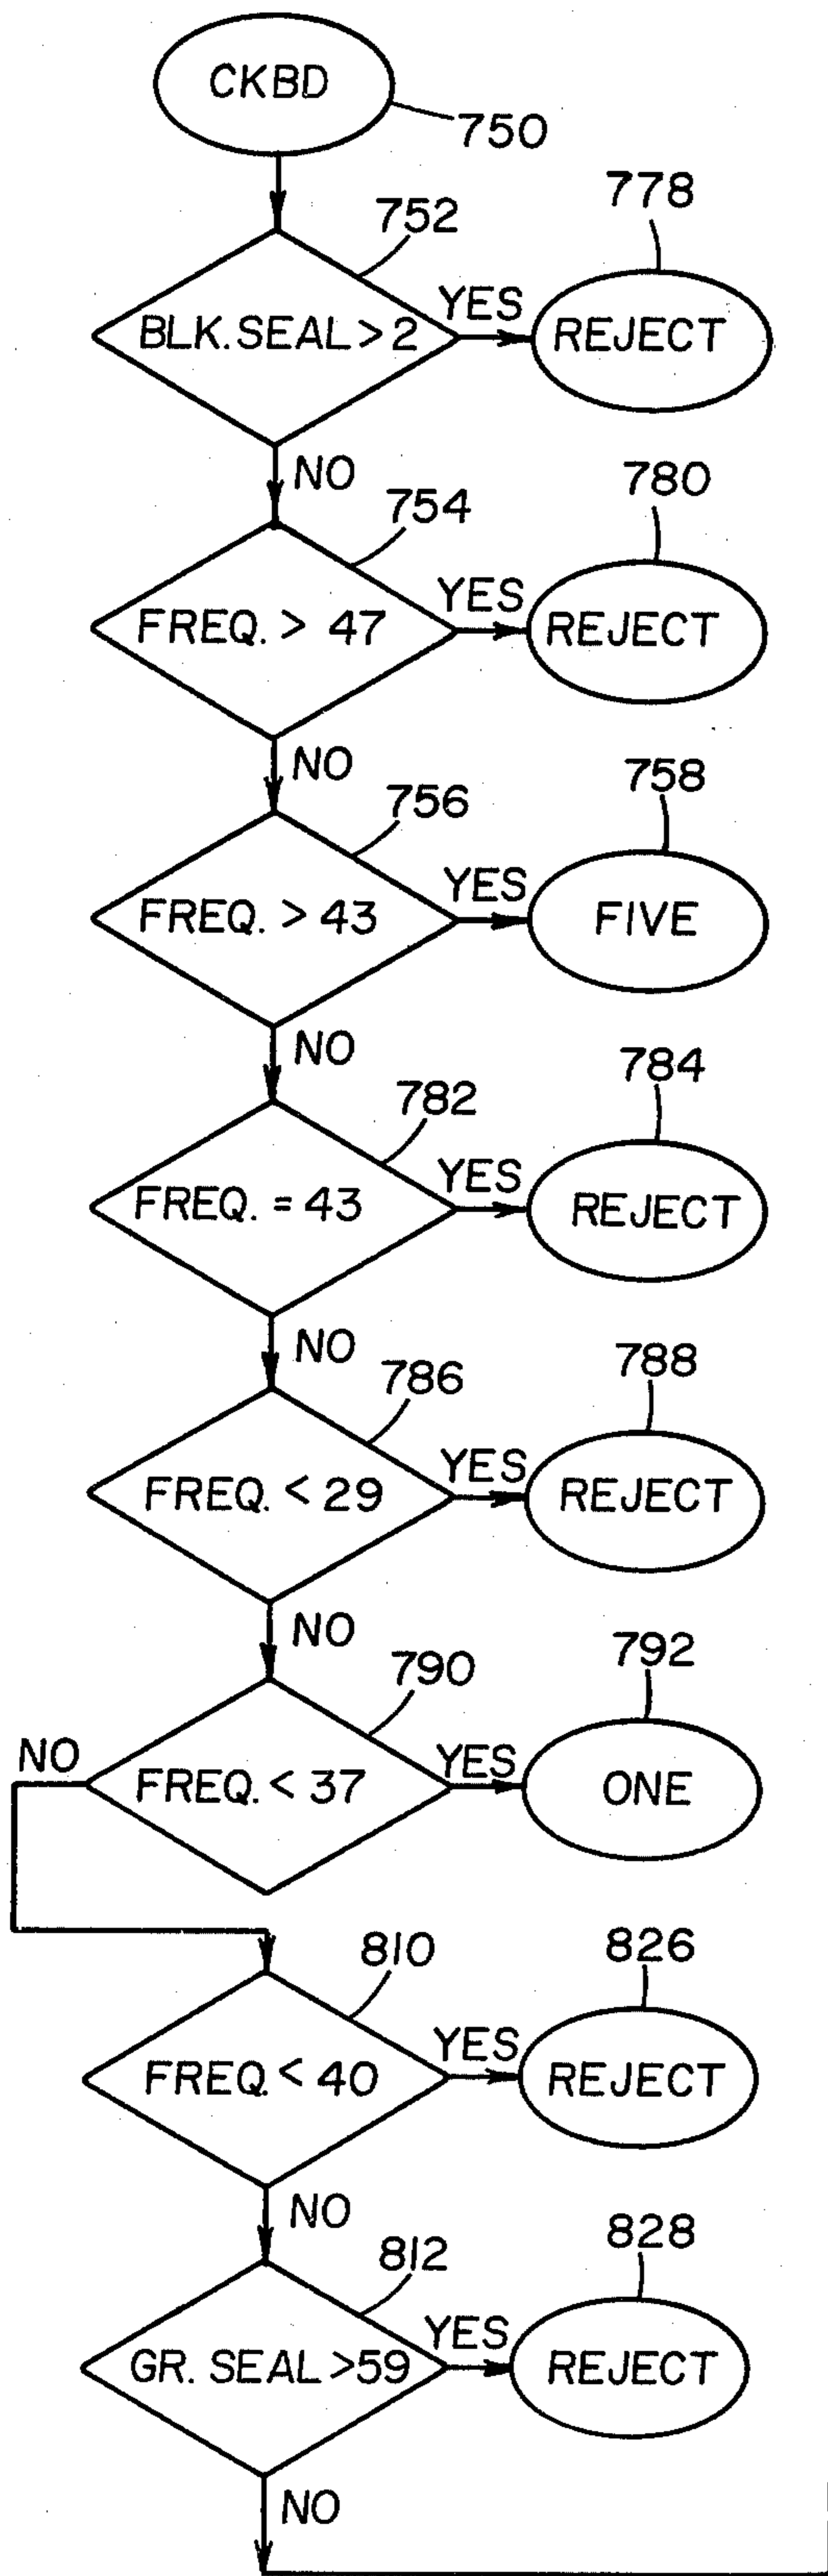 CKBD
750
752
778
BLK. SEAL > 2
YES
REJECT
NO
754
780
FREQ. > 47
YES
REJECT
NO
756
758
FREQ. > 43
YES
FIVE
NO
782
784
FREQ. = 43
YES
REJECT
NO
786
788
FREQ. < 29
YES
REJECT
NO
790
792
NO
FREQ. < 37
YES
ONE
810
826
FREQ. < 40
YES
REJECT
NO
812
828
GR. SEAL > 59
YES
REJECT
NO